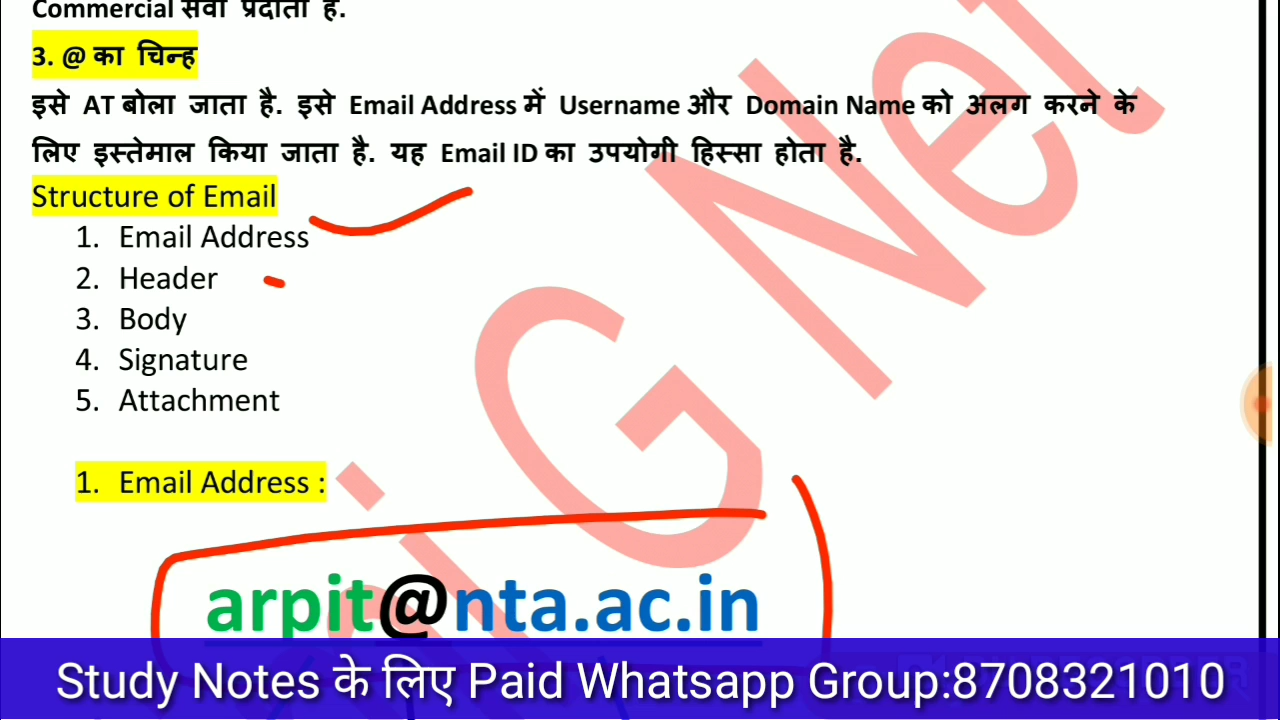 Commercial सेवा प्रदाता है.
3. @ का चिन्ह
इसे AT बोला जाता है. इसे Email Address में Username और Domain Name को अलग करने के
लिए इस्तेमाल किया जाता है. यह Email ID का उपयोगी हिस्सा होता है.
Structure of Email
1. Email Address
2. Header
3. Body
4. Signature
5. Attachment
1. Email Address :
arpit@nta.ac.in
Study Notes के लिए Paid Whatsapp Group:8708321010
G Net